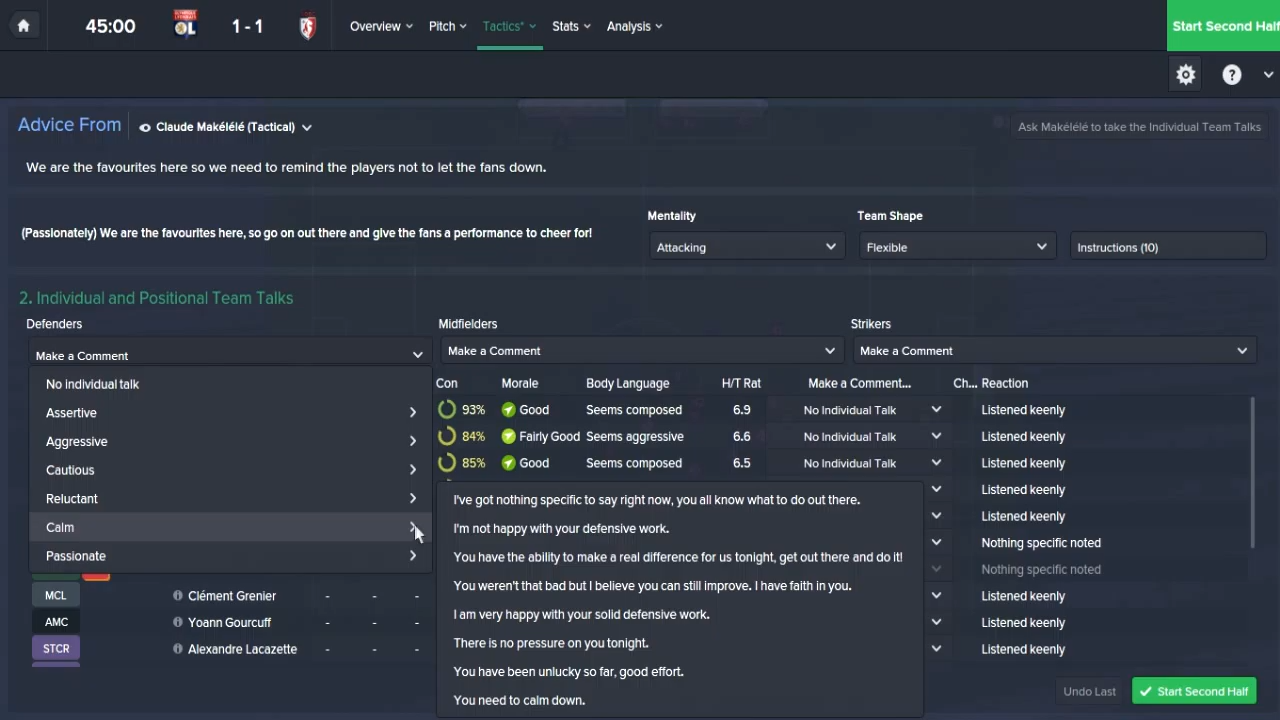 45:00
OL
1 - 1
Overview
Pitch
Tactics*
Stats
Analysis
Start Second Half
?
Advice From
Claude Makélélé (Tactical)
Ask Makélélé to take the Individual Team Talks
We are the favourites here so we need to remind the players not to let the fans down.
(Passionately) We are the favourites here, so go on out there and give the fans a performance to cheer for!
Mentality
Attacking
Team Shape
Flexible
Instructions (10)
2. Individual and Positional Team Talks
Defenders
Midfielders
Strikers
Make a Comment
Make a Comment
Make a Comment
No individual talk
Assertive
Aggressive
Cautious
Reluctant
Calm
Passionate
Con Morale Body Language H/T Rat Make a Comment... Ch... Reaction
93% Good Seems composed 6.9 No Individual Talk Listened keenly
84% Fairly Good Seems aggressive 6.6 No Individual Talk Listened keenly
85% Good Seems composed 6.5 No Individual Talk Listened keenly
Listened keenly
Listened keenly
Nothing specific noted
Nothing specific noted
I've got nothing specific to say right now, you all know what to do out there.
I'm not happy with your defensive work.
You have the ability to make a real difference for us tonight, get out there and do it!
You weren't that bad but I believe you can still improve. I have faith in you.
I am very happy with your solid defensive work.
There is no pressure on you tonight.
You have been unlucky so far, good effort.
You need to calm down.
MCL Clément Grenier - - - Listened keenly
AMC Yoann Gourcuff - - - Listened keenly
STCR Alexandre Lacazette - - - Listened keenly
Undo Last
Start Second Half